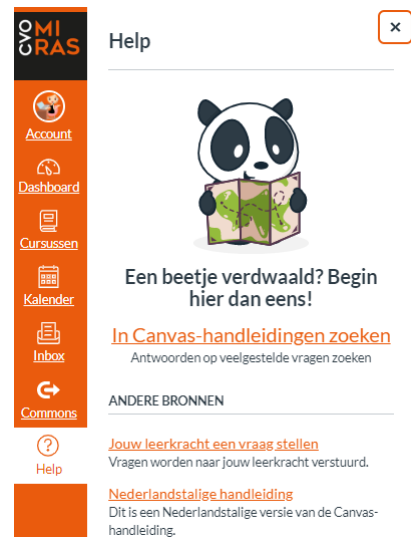 CVO MI
RAS
Account
Dashboard
Cursussen
Kalender
Inbox
Commons
Help
Help
×
Een beetje verdwaald? Begin
hier dan eens!
In Canvas-handleidingen zoeken
Antwoorden op veelgestelde vragen zoeken
ANDERE BRONNEN
Jouw leerkracht een vraag stellen
Vragen worden naar jouw leerkracht verstuurd.
Nederlandstalige handleiding
Dit is een Nederlandstalige versie van de Canvas-
handleiding.